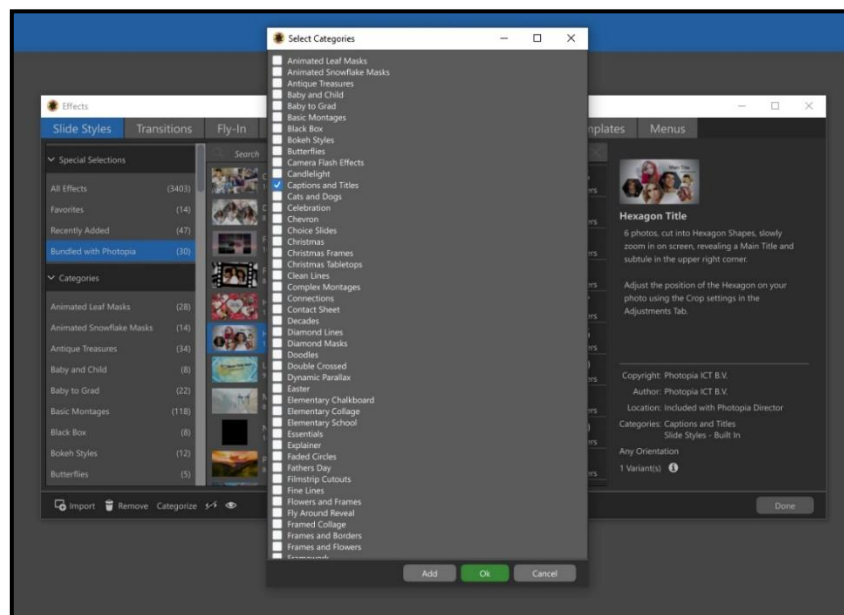 Select Categories
Animated Leaf Masks
Animated Snowflake Masks
Antique Treasures
Baby and Child
Baby to Grad
Basic Montages
Black Box
Bokeh Styles
Butterflies
Camera Flash Effects
Candlelight
Captions and Titles
Cats and Dogs
Celebration
Chevron
Choice Slides
Christmas
Christmas Frames
Christmas Tabletops
Clean Lines
Complex Montages
Connections
Contact Sheet
Decades
Diamond Lines
Diamond Masks
Doodles
Double Crossed
Dynamic Parallax
Easter
Elementary Chalkboard
Elementary Collage
Elementary School
Essentials
Explainer
Faded Circles
Fathers Day
Filmstrip Cutouts
Fine Lines
Flowers and Frames
Fly Around Reveal
Framed Collage
Frames and Borders
Frames and Flowers
Framework
Add Ok Cancel
Effects
Slide Styles Transitions Fly-In Menus
Special Selections
Search
All Effects (3403)
Favorites (14)
Recently Added (47)
Bundled with Photopia (30)
Categories
Animated Leaf Masks (28)
Animated Snowflake Masks (14)
Antique Treasures (34)
Baby and Child (8)
Baby to Grad (22)
Basic Montages (118)
Black Box (8)
Bokeh Styles (12)
Butterflies (5)
Import Remove Categorize
Main Title
Hexagon Title
6 photos, cut into Hexagon Shapes, slowly
zoom in on screen, revealing a Main Title and
subtule in the upper right corner.
Adjust the position of the Hexagon on your
photo using the Crop settings in the
Adjustments Tab.
Copyright: Photopia ICT B.V.
Author: Photopia ICT B.V.
Location: Included with Photopia Director
Categories: Captions and Titles
Slide Styles - Built In
Any Orientation
1 Variant(s)
Done